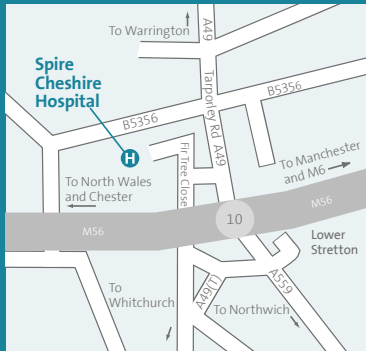 To Warrington
A49
Spire
Cheshire
Hospital
Tarporley Rd A49
B5356
B5356
H
Fir Tree Close
To Manchester
and M6
To North Wales
and Chester
10
M56
M56
Lower
Stretton
To
Whitchurch
A49(T)
A559
To Northwich